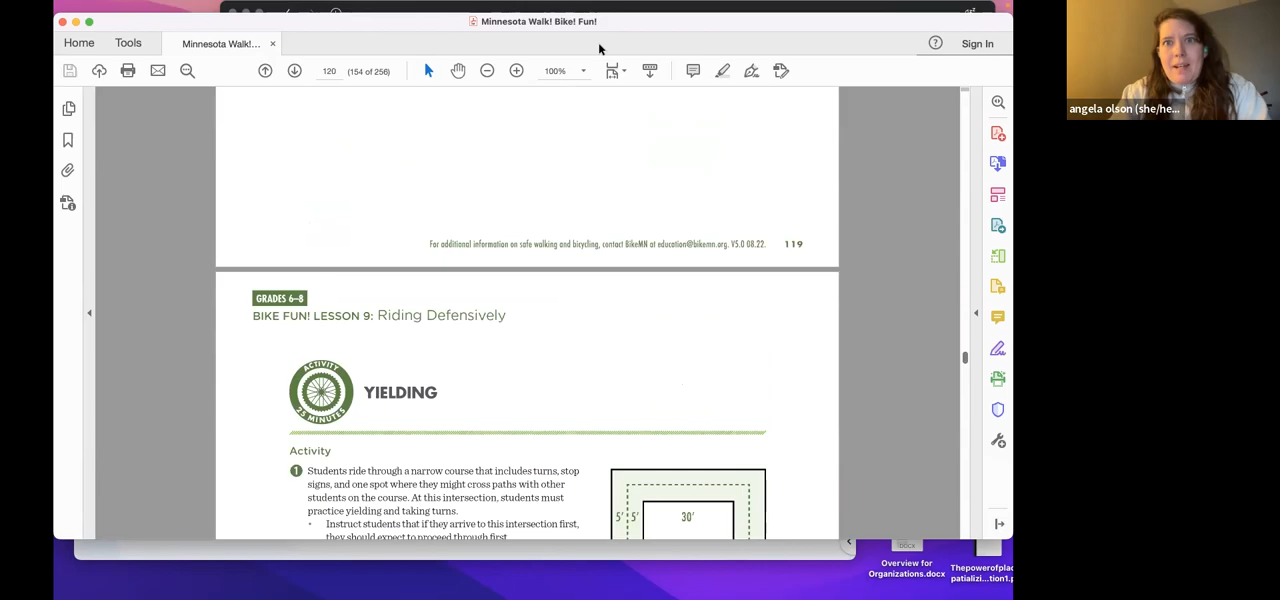 Minnesota Walk! Bike! Fun!
Home
Tools
Minnesota Walk!...
Sign In
120
(154 of 256)
100%
angela olson (she/he...
For additional information on safe walking and bicycling, contact BikeMN at education@bikemn.org. V5.0 08.22.
119
GRADES 6–8
BIKE FUN! LESSON 9: Riding Defensively
ACTIVITY
25 MINUTES
YIELDING
Activity
1 Students ride through a narrow course that includes turns, stop
signs, and one spot where they might cross paths with other
students on the course. At this intersection, students must
practice yielding and taking turns.
• Instruct students that if they arrive to this intersection first,
they should expect to proceed through first.
5' 5'
30'
DOCX
Overview for
Organizations.docx
Thepowerofplac
patializi...tion1.p